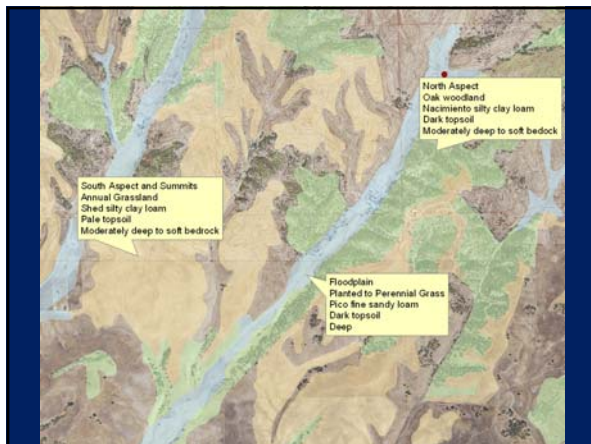 North Aspect
Oak woodland
Nacimiento silty clay loam
Dark topsoil
Moderately deep to soft bedrock
South Aspect and Summits
Annual Grassland
Shed silty clay loam
Pale topsoil
Moderately deep to soft bedrock
Floodplain
Planted to Perennial Grass
Pico fine sandy loam
Dark topsoil
Deep